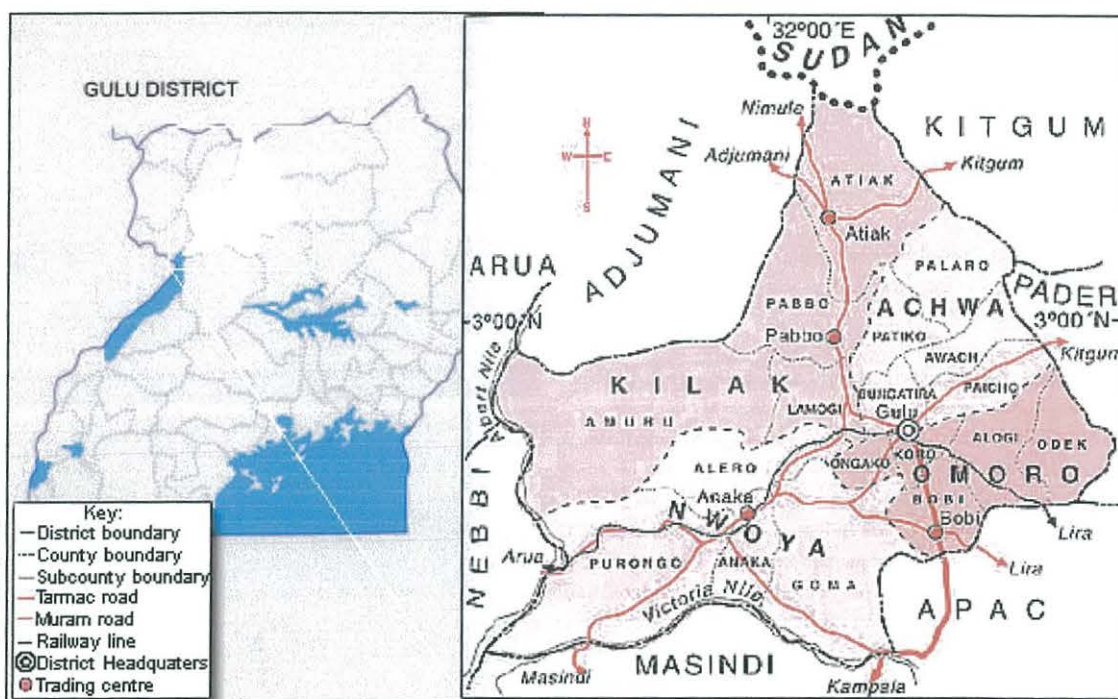 GULU DISTRICT
Key:
District boundary
County boundary
Subcounty boundary
Tarmac road
Muram road
Railway line
District Headquaters
Trading centre
32°00´E
SUDAN
Nimule
KITGUM
Adjumani
Kitgum
ATIAK
ADJUMANI
Atiak
ARUA
PALARO
PADER
ACHWA
PABBO
3°00´N
3°00´N
Pabbo
PATIKO
Kitgum
AWACH
KILAK
BUNGATIRA
PAICHO
Albert Nile
LAMOGI
Gulu
AMURU
ALOGI
ODEK
KORO
ALERO
ONGAKO
OMORO
Anaka
BOBI
NWOYA
Bobi
NEBBI
Lira
Arua
PURONGO
ANAKA
Lira
GOMA
Victoria Nile
APAC
MASINDI
Masindi
Kampala